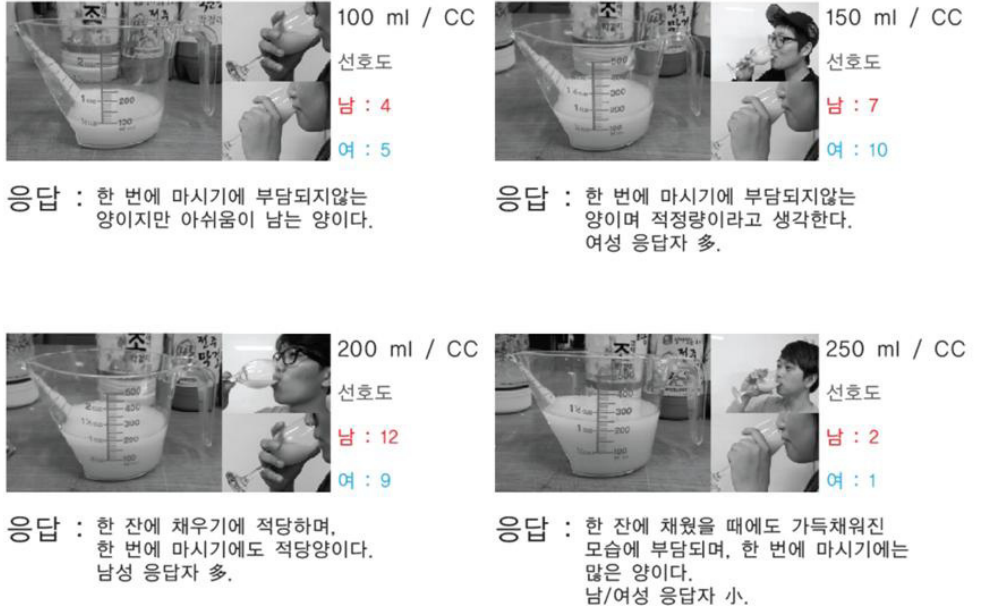 100 ml / CC
선호도
남 : 4
여 : 5
응답 : 한 번에 마시기에 부담되지않는
양이지만 아쉬움이 남는 양이다.
150 ml / CC
선호도
남 : 7
여 : 10
응답 : 한 번에 마시기에 부담되지않는
양이며 적정량이라고 생각한다.
여성 응답자 多.
200 ml / CC
선호도
남 : 12
여 : 9
응답 : 한 잔에 채우기에 적당하며,
한 번에 마시기에도 적당양이다.
남성 응답자 多.
250 ml / CC
선호도
남 : 2
여 : 1
응답 : 한 잔에 채웠을 때에도 가득채워진
모습에 부담되며, 한 번에 마시기에는
많은 양이다.
남/여성 응답자 小.